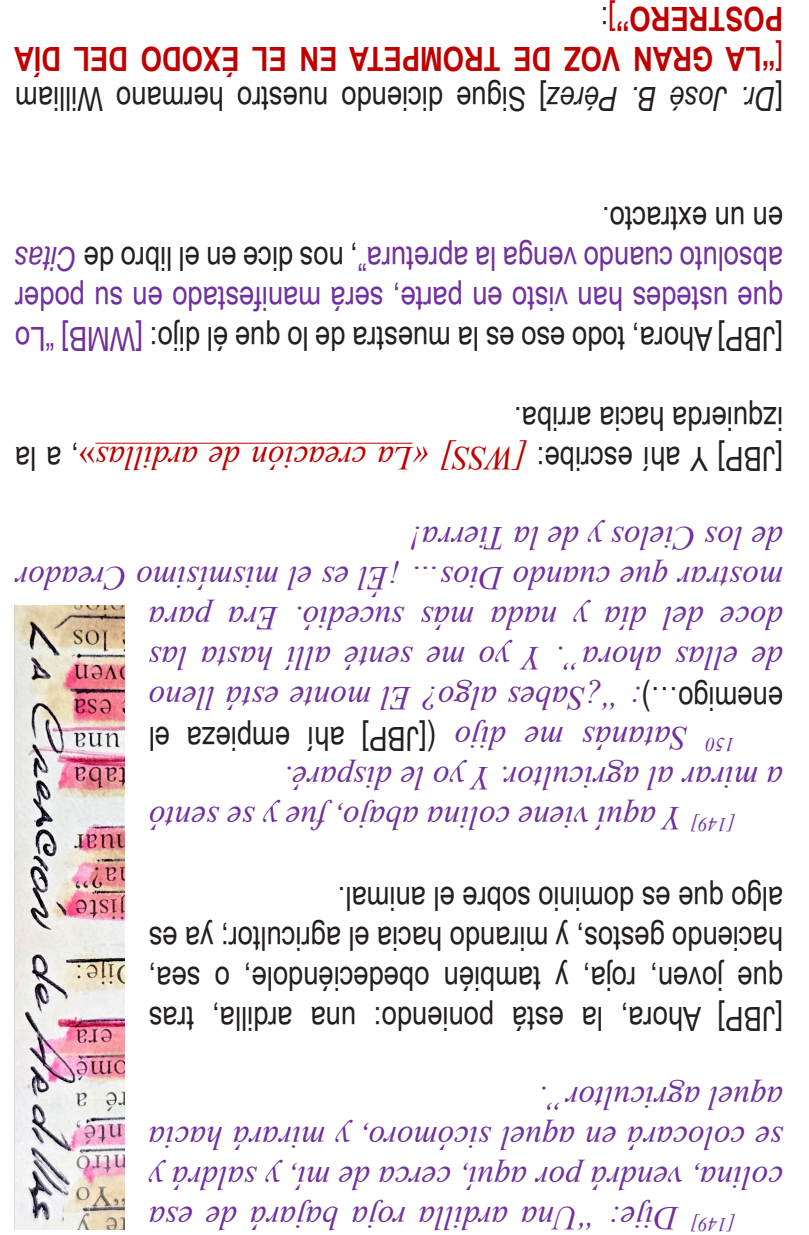 [149] Dije: “Una ardilla roja bajará de esa
colina, vendrá por aquí, cerca de mí, y saldrá y
se colocará en aquel sicómoro, y mirará hacia
aquel agricultor”.
[JBP] Ahora, la está poniendo: una ardilla, tras
que joven, roja, y también obedeciéndole, o sea,
haciendo gestos, y mirando hacia el agricultor; ya es
algo que es dominio sobre el animal.
[149] Y aquí viene colina abajo, fue y se sentó
a mirar al agricultor. Y yo le disparé.
150 Satanás me dijo ([JBP] ahí empieza el
enemigo…): “¿Sabes algo? El monte está lleno
de ellas ahora”. Y yo me senté allí hasta las
doce del día y nada más sucedió. Era para
mostrar que cuando Dios… ¡Él es el mismísimo Creador
de los Cielos y de la Tierra!
La Creación de Ardillas
[JBP] Y ahí escribe: [WSS] «La creación de ardillas», a la
izquierda hacia arriba.
[JBP] Ahora, todo eso es la muestra de lo que él dijo: [WMB] “Lo
que ustedes han visto en parte, será manifestado en su poder
absoluto cuando venga la apretura”, nos dice en el libro de Citas
en un extracto.
[Dr. José B. Pérez] Sigue diciendo nuestro hermano William
[“LA GRAN VOZ DE TROMPETA EN EL ÉXODO DEL DÍA
POSTRERO”]: